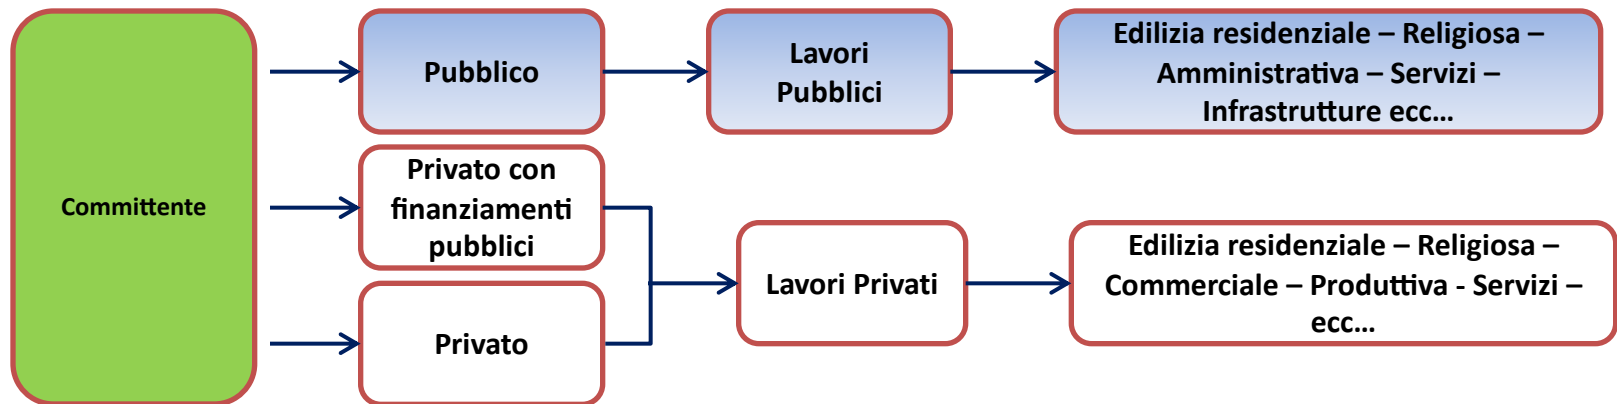 Committente
Pubblico
Lavori
Pubblici
Edilizia residenziale – Religiosa –
Amministrativa – Servizi –
Infrastrutture ecc…
Privato con
finanziamenti
pubblici
Privato
Lavori Privati
Edilizia residenziale – Religiosa –
Commerciale – Produttiva - Servizi –
ecc…